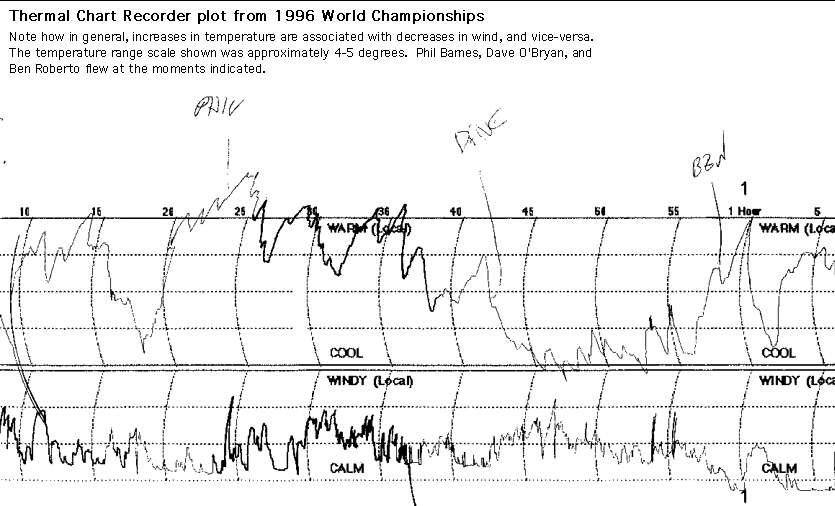 Thermal Chart Recorder plot from 1996 World Championships
Note how in general, increases in temperature are associated with decreases in wind, and vice-versa.
The temperature range scale shown was approximately 4-5 degrees. Phil Barnes, Dave O'Bryan, and
Ben Roberto flew at the moments indicated.
PHIL
DAVE
BEN
1
10 15 20 25 30 35 40 45 50 55 1 Hour 5
WARM (Local) WARM (Loca
COOL COOL
WINDY (Local) WINDY (Loca
CALM CALM
1